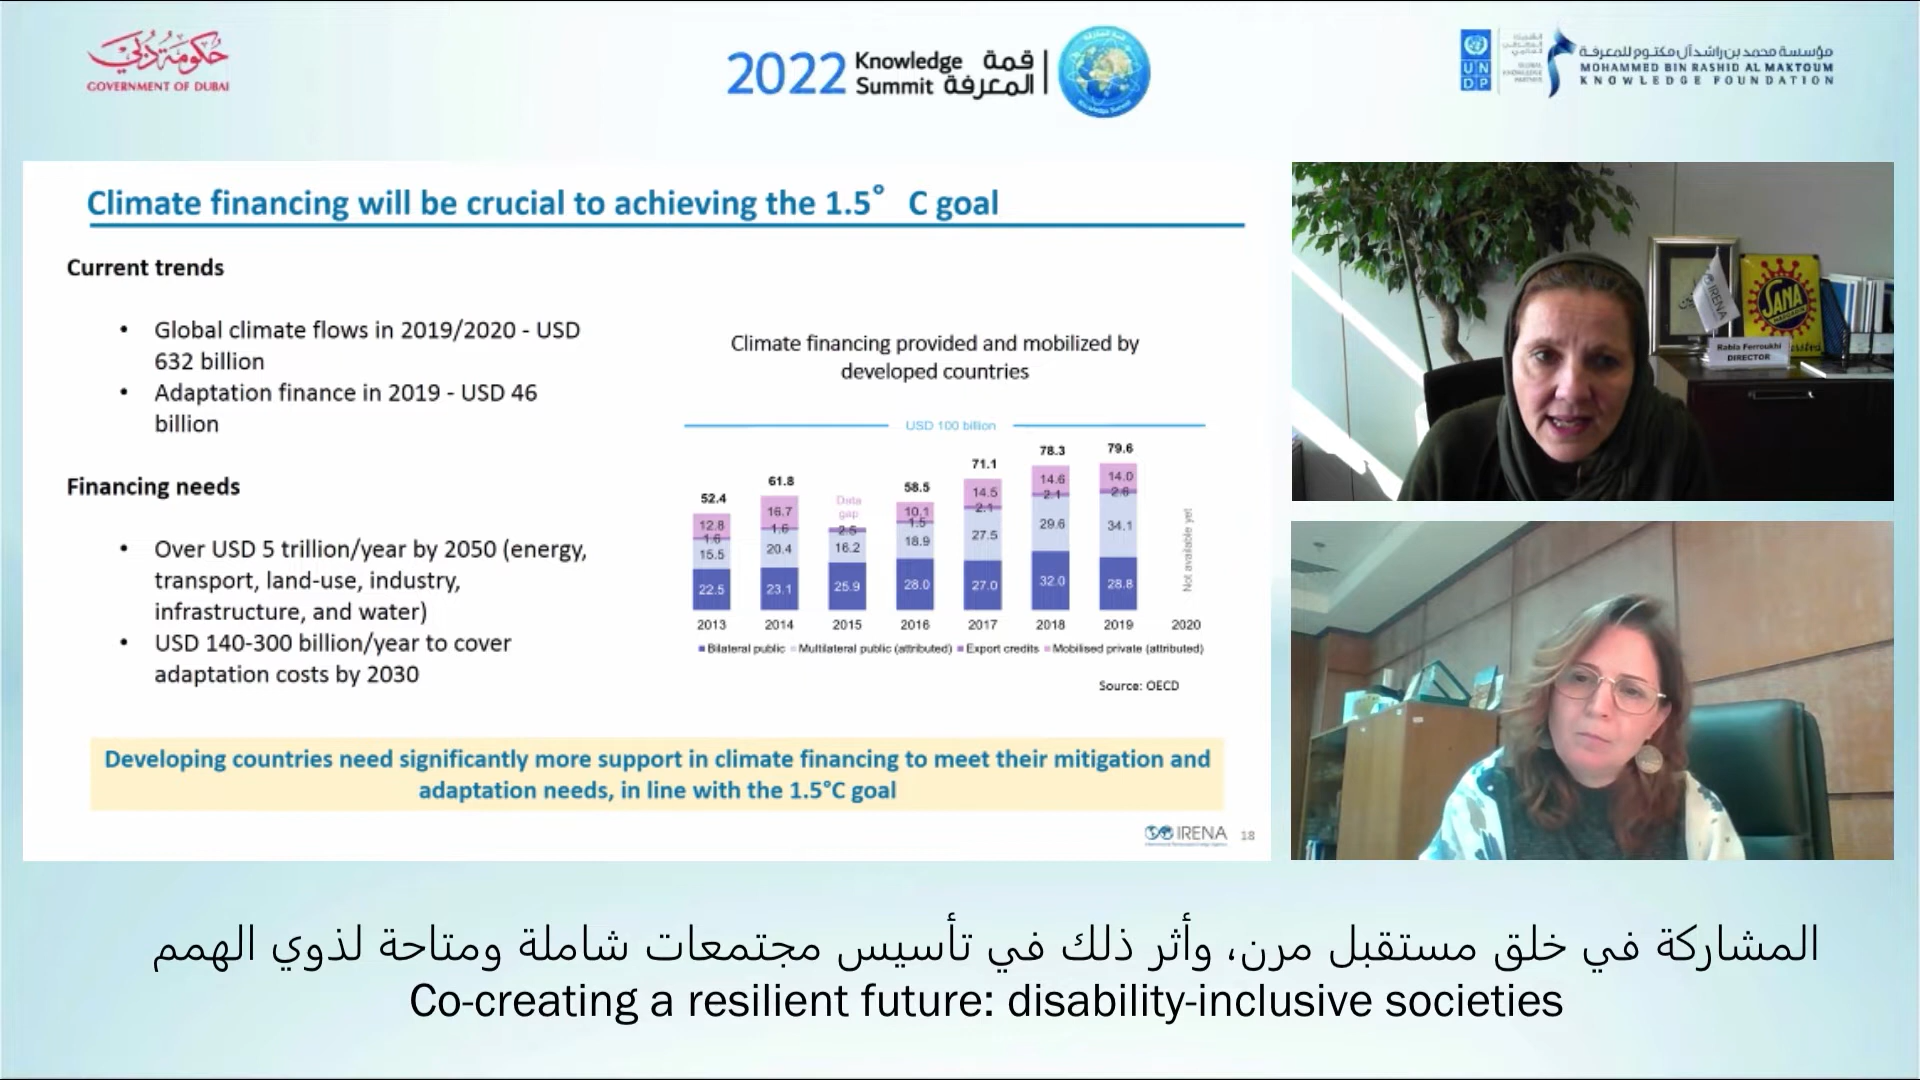 حكومة دبي
GOVERNMENT OF DUBAI
2022 Knowledge Summit
قمة المعرفة
UNDP
GLOBAL KNOWLEDGE PARTNER
مؤسسة محمد بن راشد آل مكتوم للمعرفة
MOHAMMED BIN RASHID AL MAKTOUM
KNOWLEDGE FOUNDATION
Climate financing will be crucial to achieving the 1.5° C goal
Current trends
• Global climate flows in 2019/2020 - USD
632 billion
• Adaptation finance in 2019 - USD 46
billion
Financing needs
• Over USD 5 trillion/year by 2050 (energy,
transport, land-use, industry,
infrastructure, and water)
• USD 140-300 billion/year to cover
adaptation costs by 2030
Climate financing provided and mobilized by
developed countries
USD 100 billion
52.4 61.8 58.5 71.1 78.3 79.6
12.8 16.7 Data gap 10.1 14.5 14.6 14.0
1.6 1.6 2.5 1.5 2.1 2.1 2.6
15.5 20.4 16.2 18.9 27.5 29.6 34.1
22.5 23.1 25.9 28.0 27.0 32.0 28.8
Not available yet
2013 2014 2015 2016 2017 2018 2019 2020
Bilateral public Multilateral public (attributed) Export credits Mobilised private (attributed)
Source: OECD
Developing countries need significantly more support in climate financing to meet their mitigation and
adaptation needs, in line with the 1.5°C goal
IRENA
18
IRENA
SANA
Rabia Ferroukhi
DIRECTOR
المشاركة في خلق مستقبل مرن، وأثر ذلك في تأسيس مجتمعات شاملة ومتاحة لذوي الهمم
Co-creating a resilient future: disability-inclusive societies